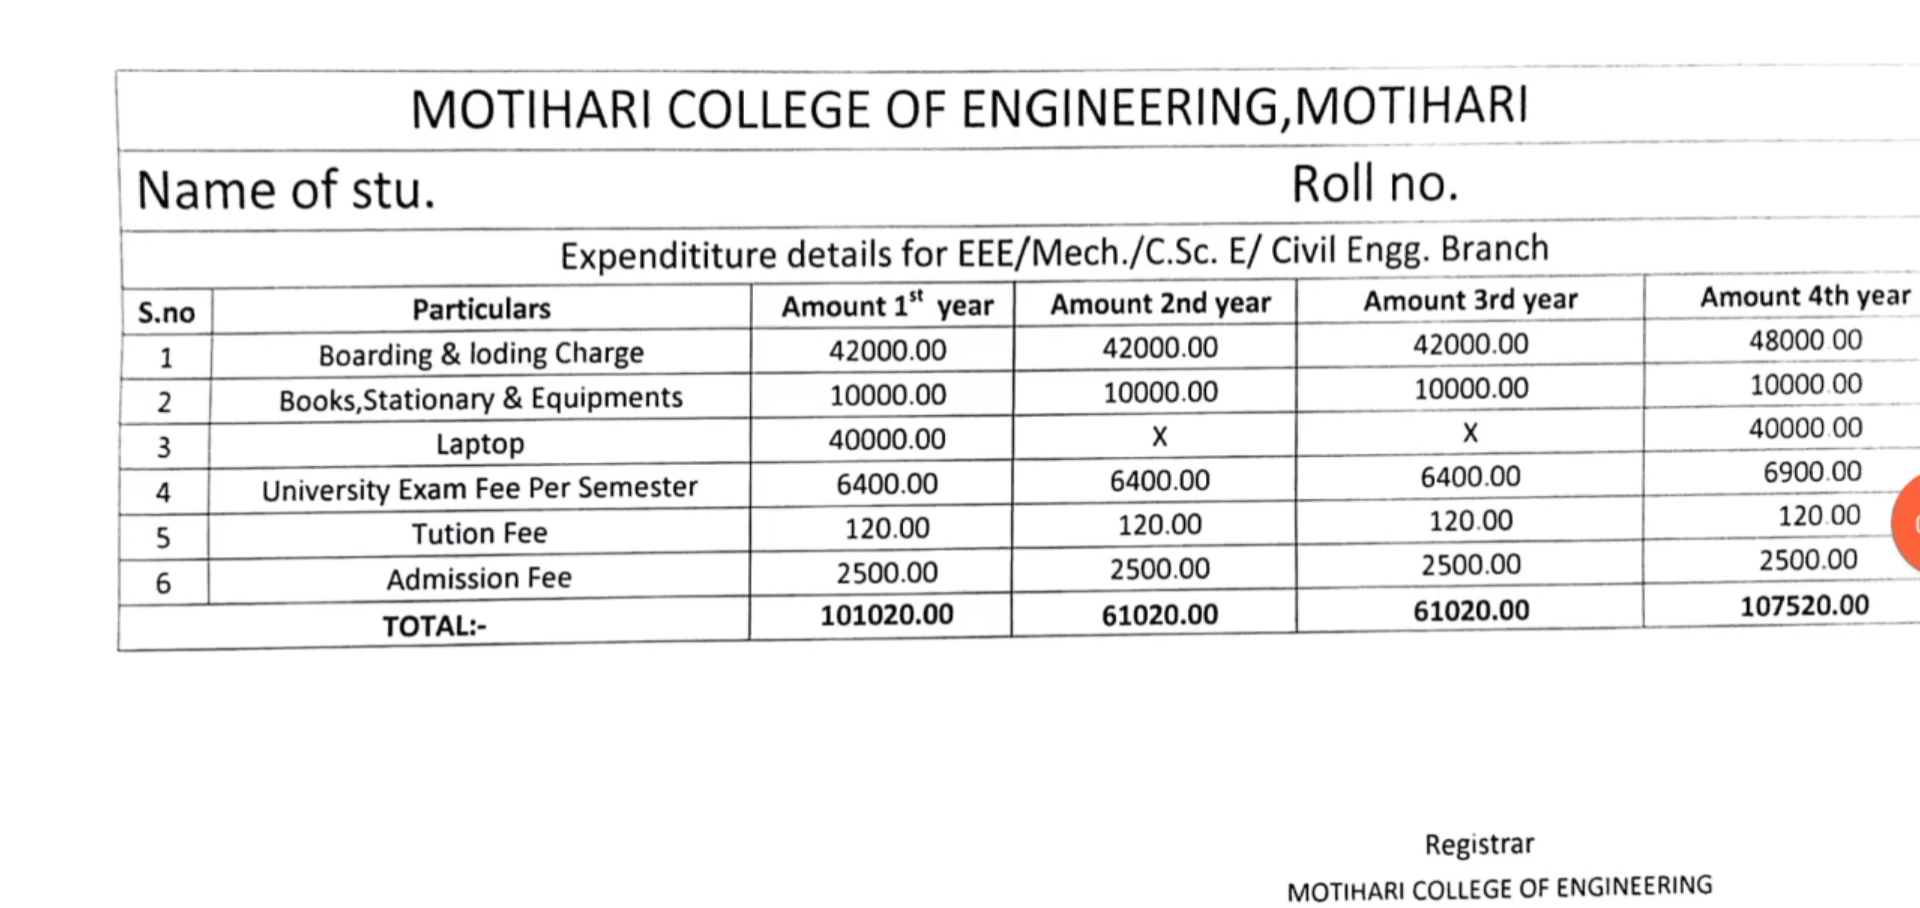 MOTIHARI COLLEGE OF ENGINEERING,MOTIHARI
Name of stu. Roll no.
Expendititure details for EEE/Mech./C.Sc. E/ Civil Engg. Branch
S.no Particulars Amount 1st year Amount 2nd year Amount 3rd year Amount 4th year
1 Boarding & loding Charge 42000.00 42000.00 42000.00 48000.00
2 Books,Stationary & Equipments 10000.00 10000.00 10000.00 10000.00
3 Laptop 40000.00 X X 40000.00
4 University Exam Fee Per Semester 6400.00 6400.00 6400.00 6900.00
5 Tution Fee 120.00 120.00 120.00 120.00
6 Admission Fee 2500.00 2500.00 2500.00 2500.00
TOTAL:- 101020.00 61020.00 61020.00 107520.00
Registrar
MOTIHARI COLLEGE OF ENGINEERING